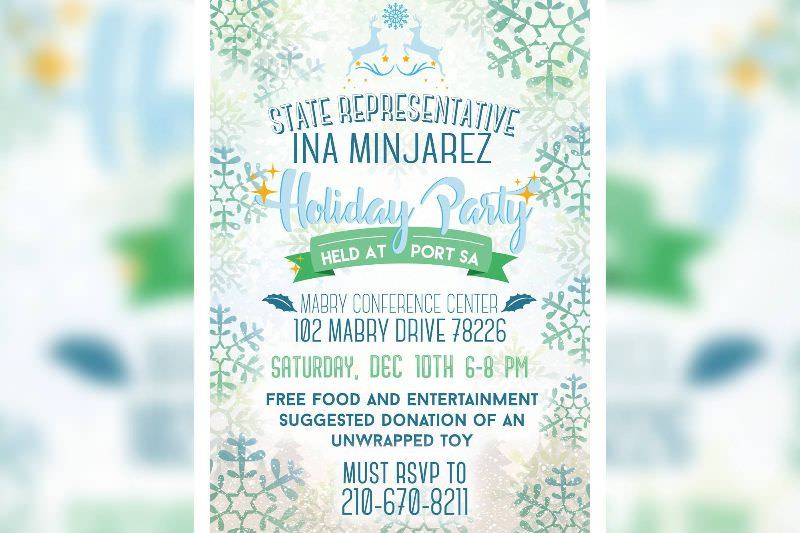 STATE REPRESENTATIVE
INA MINJAREZ
Holiday Party
HELD AT PORT SA
MABRY CONFERENCE CENTER
102 MABRY DRIVE 78226
SATURDAY, DEC 10TH 6-8 PM
FREE FOOD AND ENTERTAINMENT
SUGGESTED DONATION OF AN
UNWRAPPED TOY
MUST RSVP TO
210-670-8211